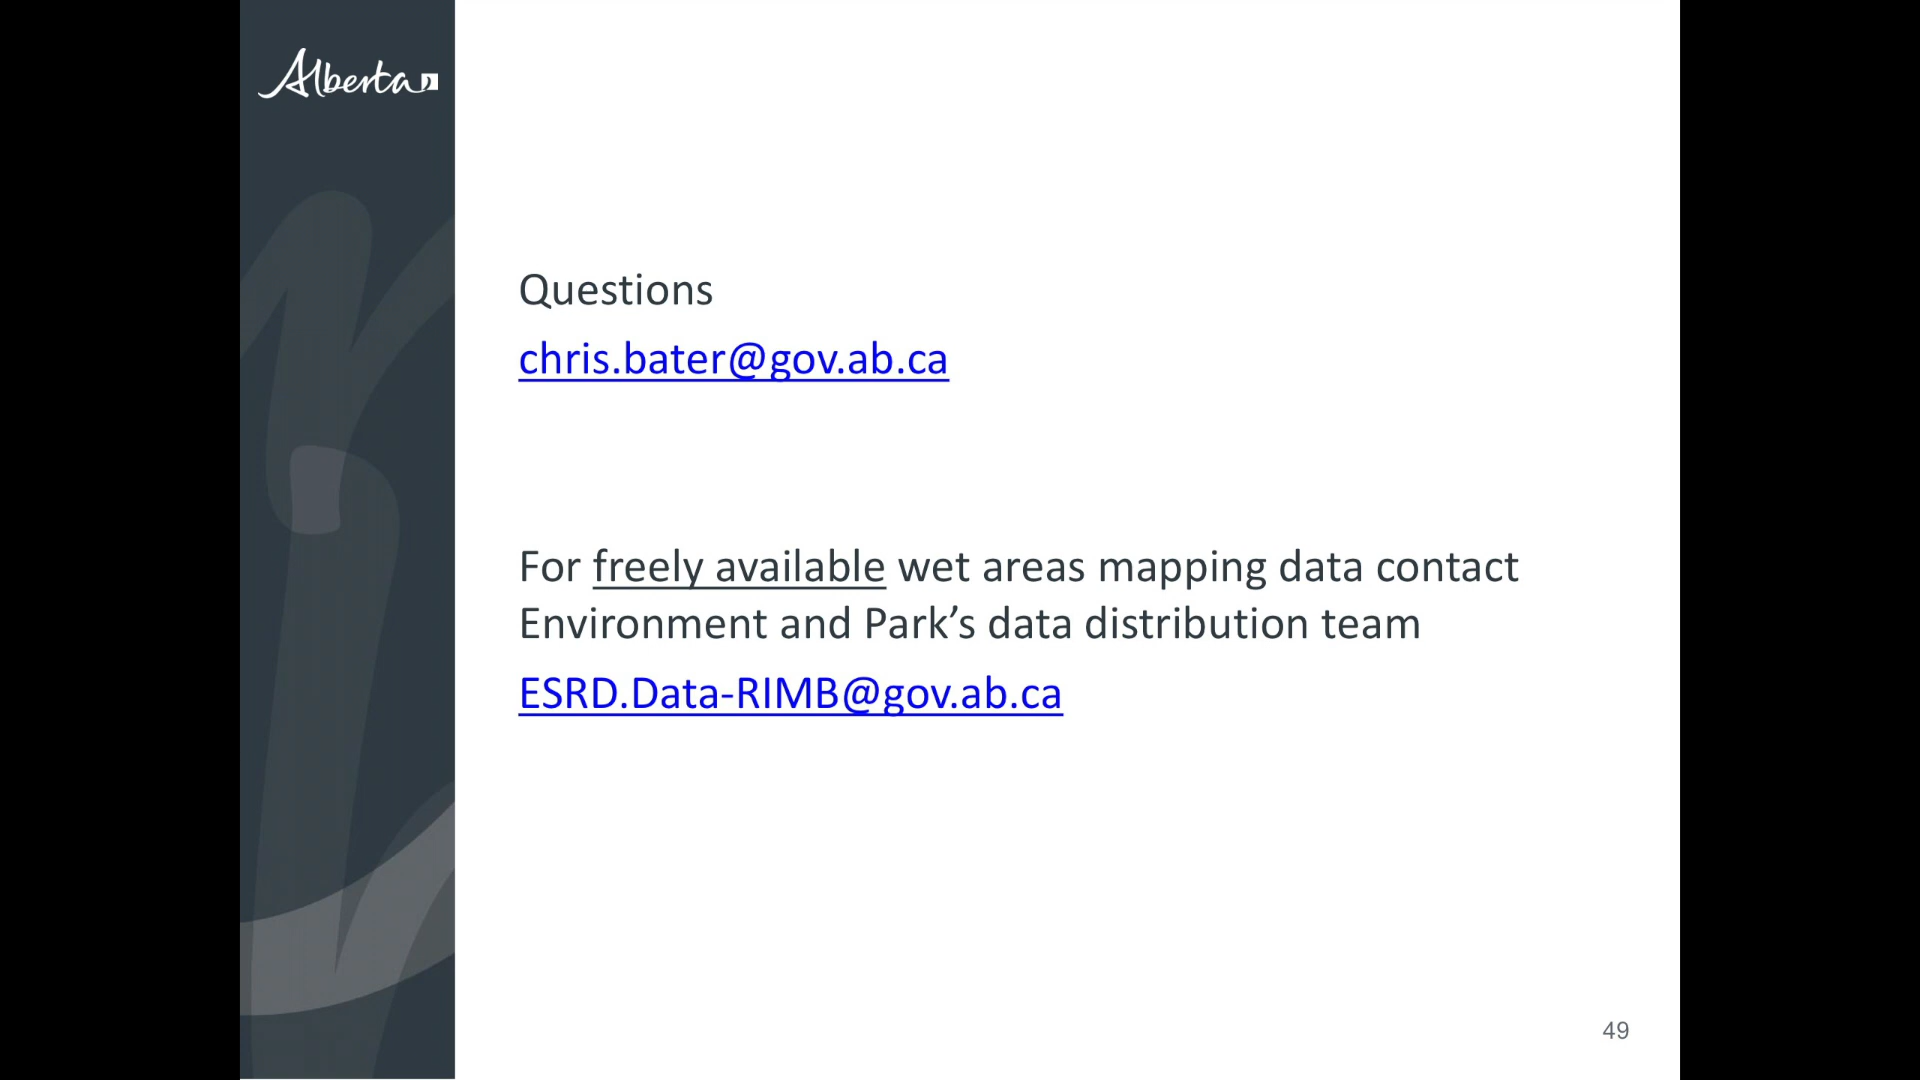 Alberta
Questions
chris.bater@gov.ab.ca
For freely available wet areas mapping data contact
Environment and Park’s data distribution team
ESRD.Data-RIMB@gov.ab.ca
49